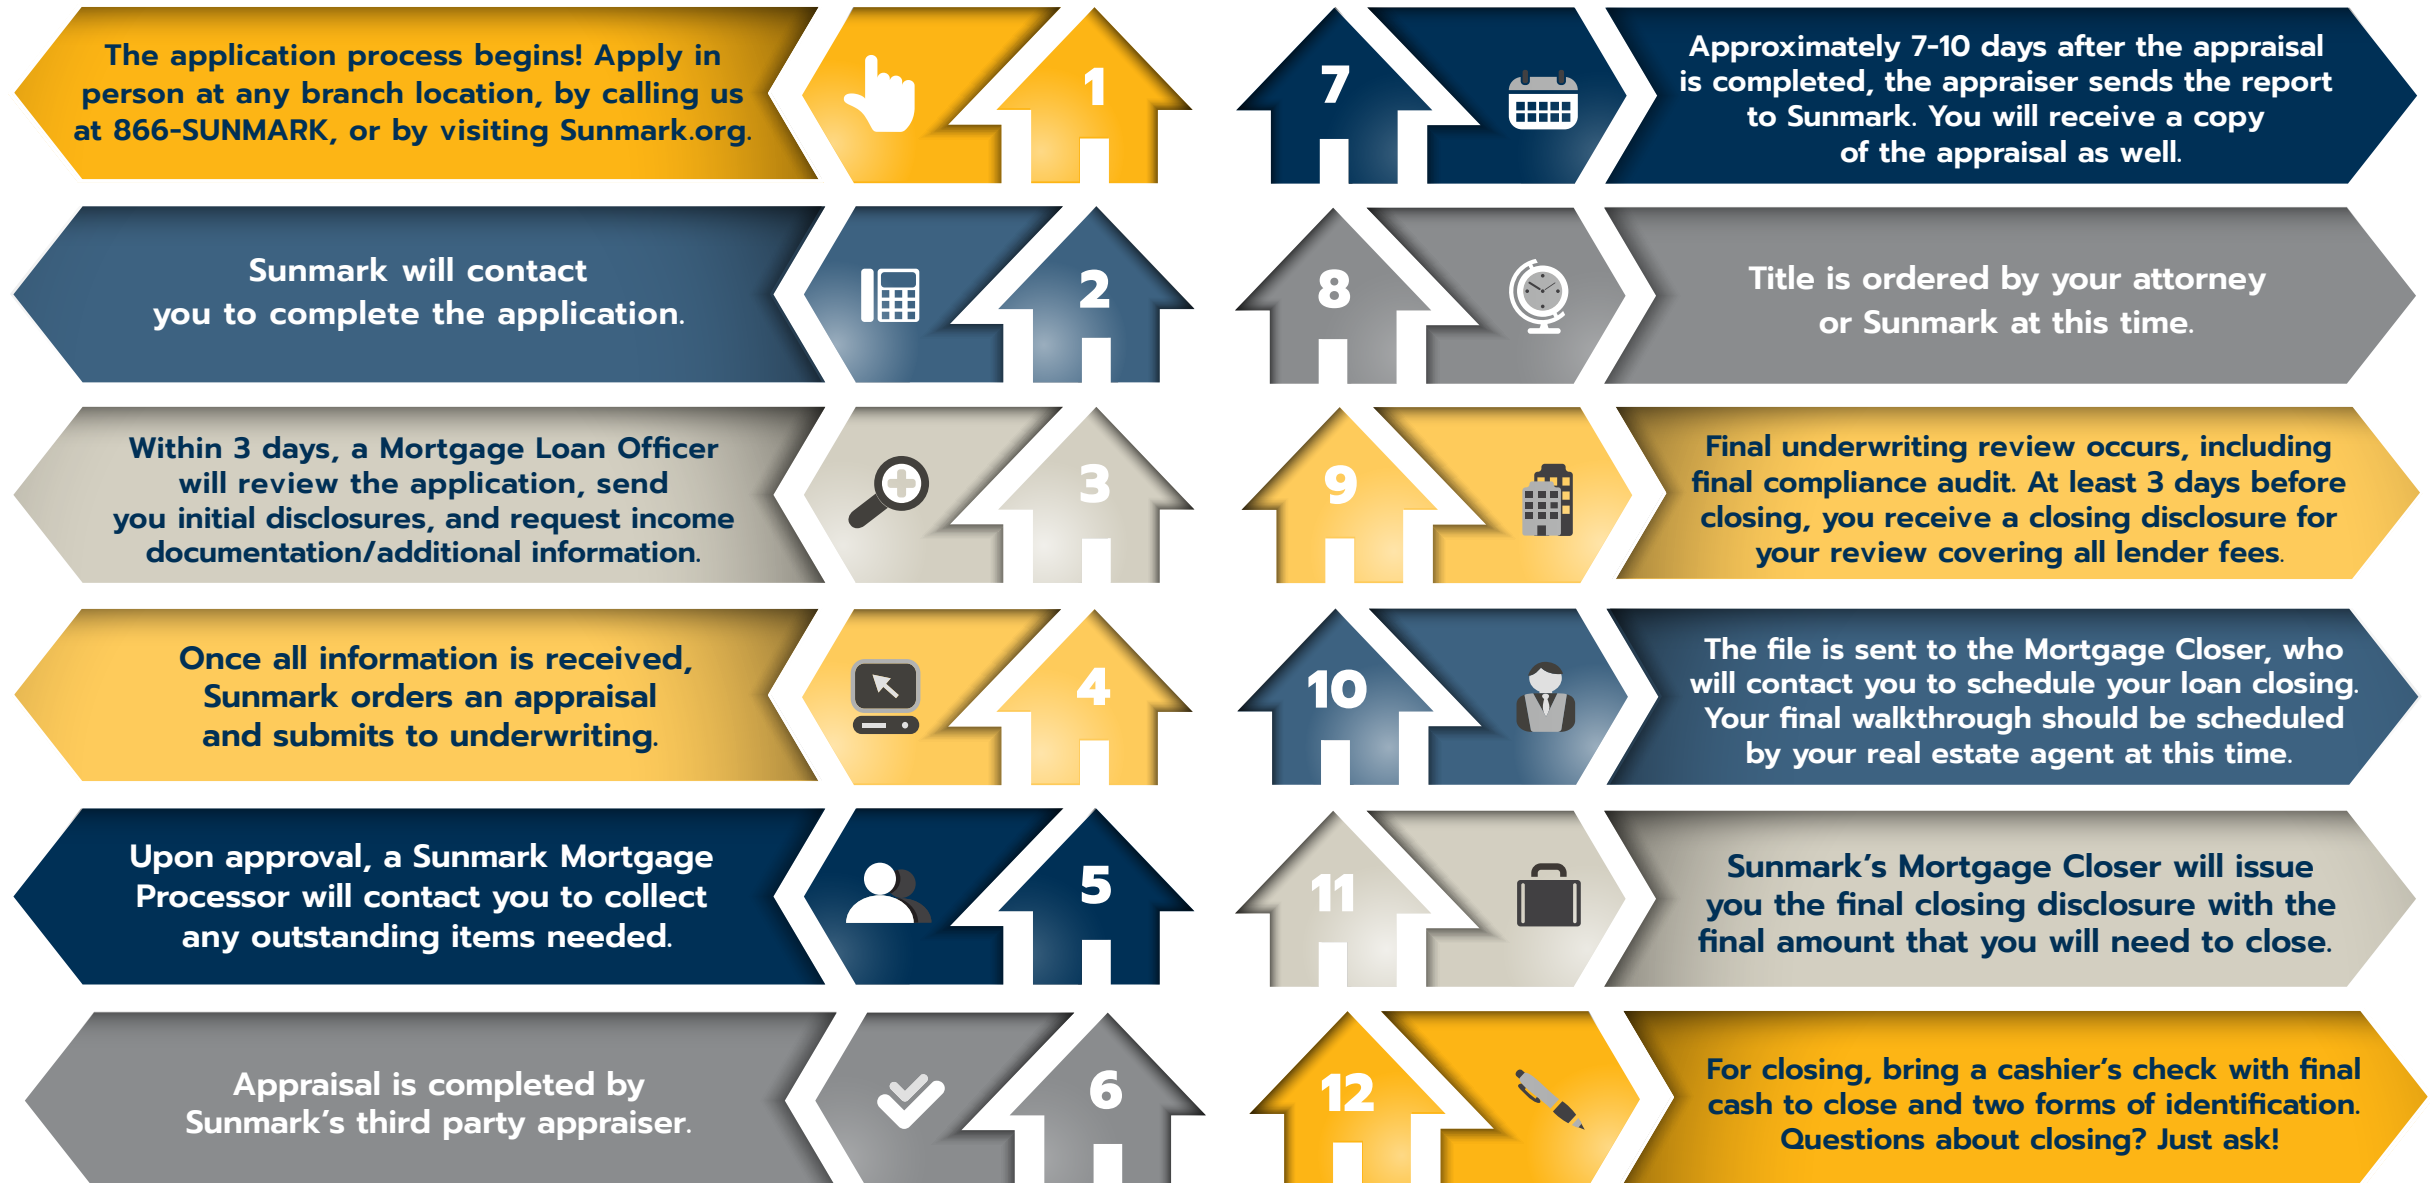 The application process begins! Apply in
person at any branch location, by calling us
at 866-SUNMARK, or by visiting Sunmark.org.
1
Sunmark will contact
you to complete the application.
2
Within 3 days, a Mortgage Loan Officer
will review the application, send
you initial disclosures, and request income
documentation/additional information.
3
Once all information is received,
Sunmark orders an appraisal
and submits to underwriting.
4
Upon approval, a Sunmark Mortgage
Processor will contact you to collect
any outstanding items needed.
5
Appraisal is completed by
Sunmark's third party appraiser.
6
7
Approximately 7-10 days after the appraisal
is completed, the appraiser sends the report
to Sunmark. You will receive a copy
of the appraisal as well.
8
Title is ordered by your attorney
or Sunmark at this time.
9
Final underwriting review occurs, including
final compliance audit. At least 3 days before
closing, you receive a closing disclosure for
your review covering all lender fees.
10
The file is sent to the Mortgage Closer, who
will contact you to schedule your loan closing.
Your final walkthrough should be scheduled
by your real estate agent at this time.
11
Sunmark's Mortgage Closer will issue
you the final closing disclosure with the
final amount that you will need to close.
12
For closing, bring a cashier's check with final
cash to close and two forms of identification.
Questions about closing? Just ask!